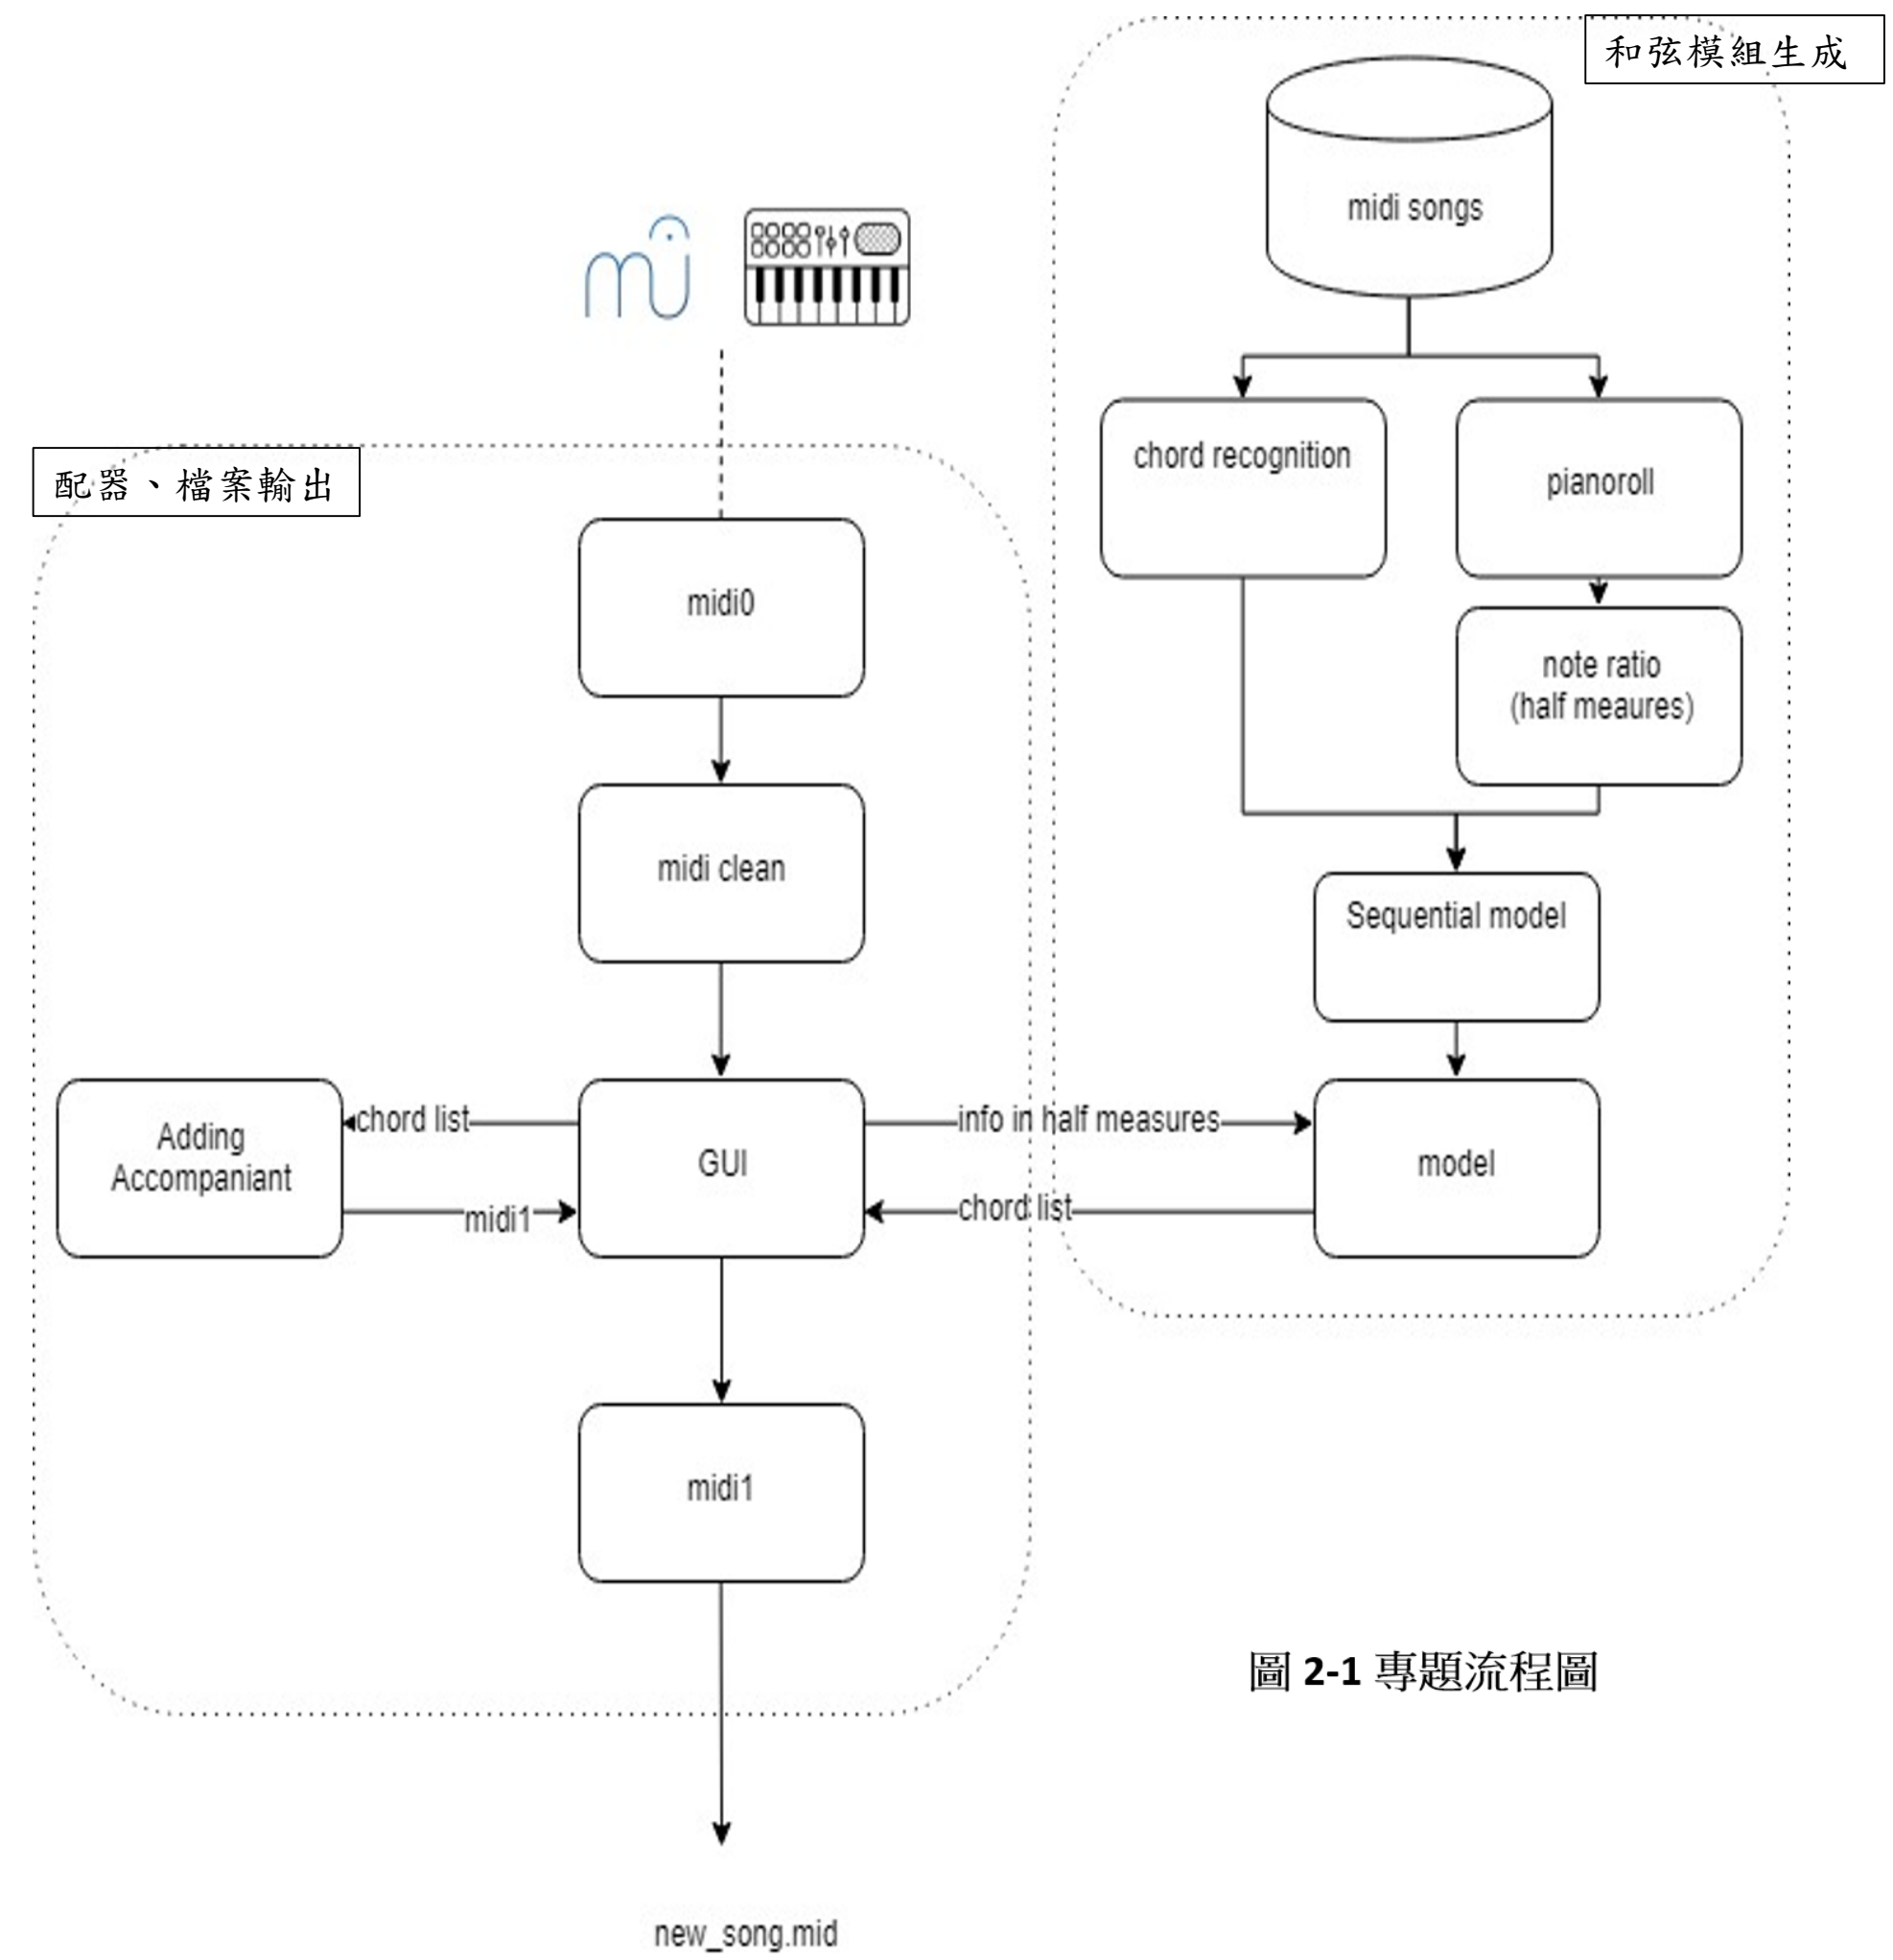 和弦模組生成
midi songs
chord recognition
pianoroll
note ratio
(half meaures)
Sequential model
model
mu
配器、檔案輸出
midi0
midi clean
GUI
Adding
Accompaniant
chord list
midi1
info in half measures
chord list
midi1
new_song.mid
圖 2-1 專題流程圖